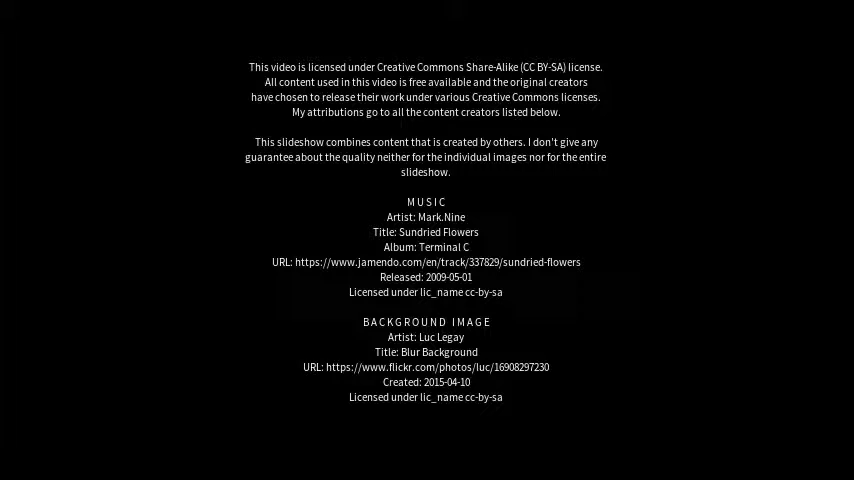 This video is licensed under Creative Commons Share-Alike (CC BY-SA) license.
All content used in this video is free available and the original creators
have chosen to release their work under various Creative Commons licenses.
My attributions go to all the content creators listed below.
This slideshow combines content that is created by others. I don't give any
guarantee about the quality neither for the individual images nor for the entire
slideshow.
MUSIC
Artist: Mark.Nine
Title: Sundried Flowers
Album: Terminal C
URL: https://www.jamendo.com/en/track/337829/sundried-flowers
Released: 2009-05-01
Licensed under lic_name cc-by-sa
BACKGROUND IMAGE
Artist: Luc Legay
Title: Blur Background
URL: https://www.flickr.com/photos/luc/16908297230
Created: 2015-04-10
Licensed under lic_name cc-by-sa